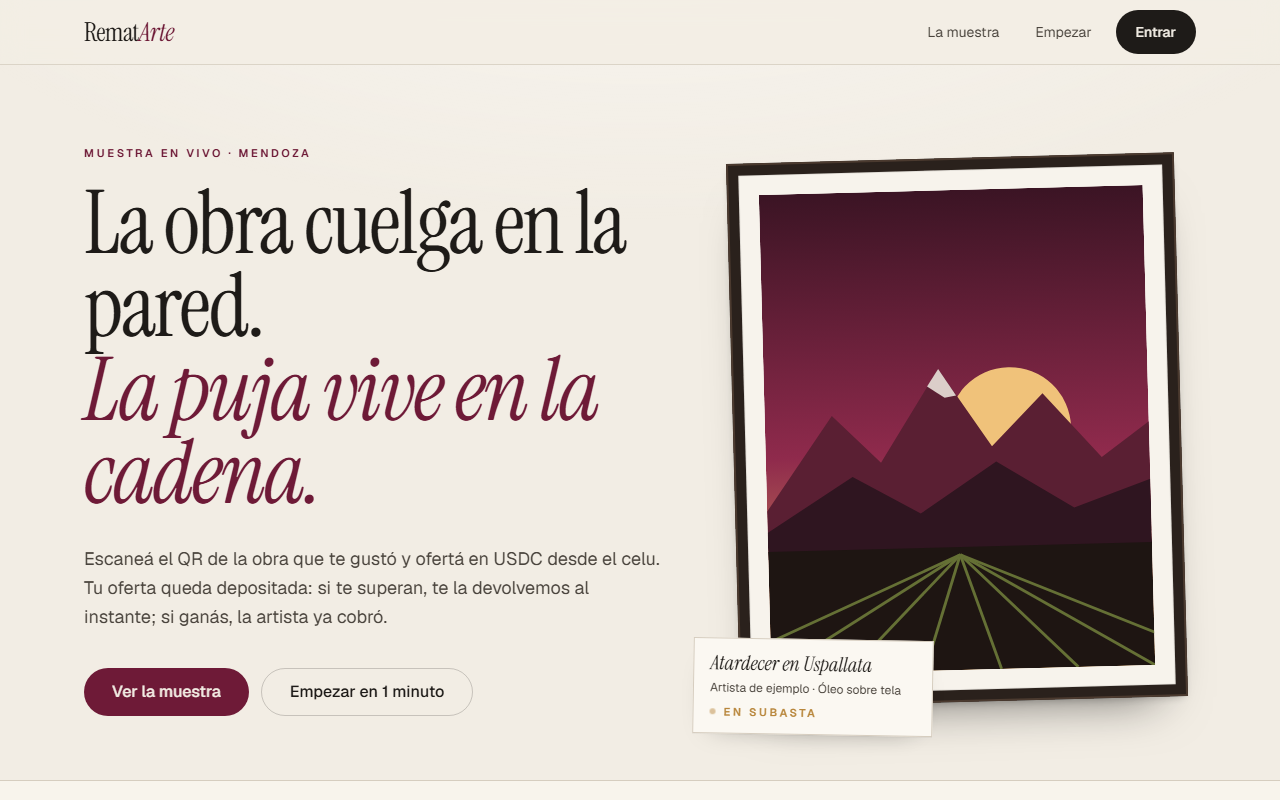 RematArte
La muestra
Empezar
Entrar
MUESTRA EN VIVO · MENDOZA
La obra cuelga en la
pared.
La puja vive en la
cadena.
Escaneá el QR de la obra que te gustó y ofertá en USDC desde el celu.
Tu oferta queda depositada: si te superan, te la devolvemos al
instante; si ganás, la artista ya cobró.
Ver la muestra
Empezar en 1 minuto
Atardecer en Uspallata
Artista de ejemplo · Óleo sobre tela
EN SUBASTA